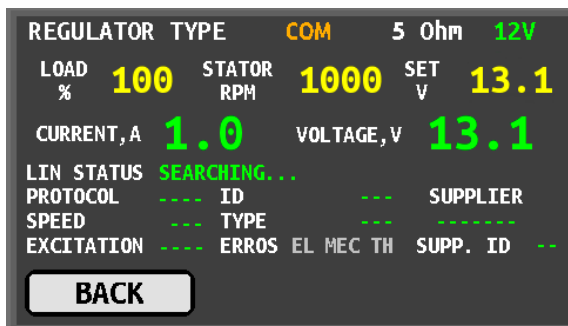 REGULATOR TYPE COM 5 Ohm 12V
LOAD % 100 STATOR RPM 1000 SET V 13.1
CURRENT,A 1.0 VOLTAGE,V 13.1
LIN STATUS SEARCHING...
PROTOCOL ---- ID --- SUPPLIER
SPEED --- TYPE --- -------
EXCITATION ---- ERROS EL MEC TH SUPP. ID --
BACK